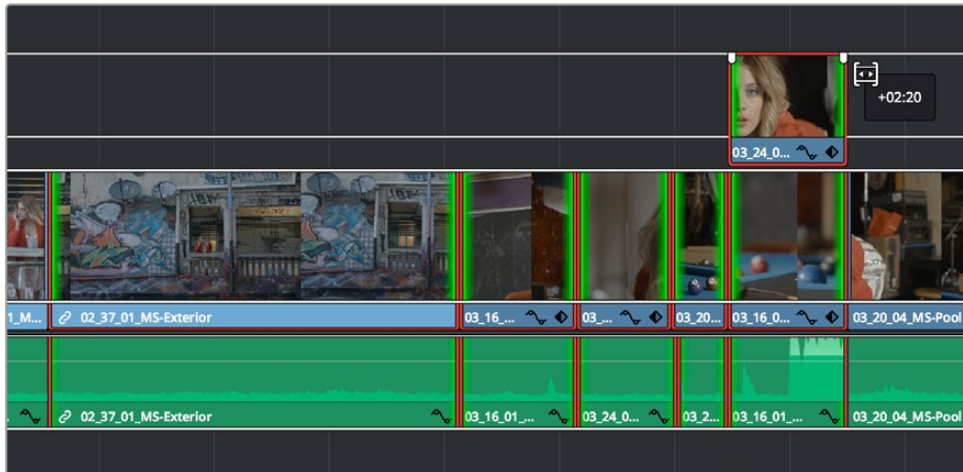 +02:20
03_24_0...
1_M...
02_37_01_MS-Exterior
03_16_...
03_...
03_20...
03_16_0...
03_20_04_MS-Pool
02_37_01_MS-Exterior
03_16_01_...
03_24_0...
03_2...
03_16_01_...
03_20_04_MS-Pool